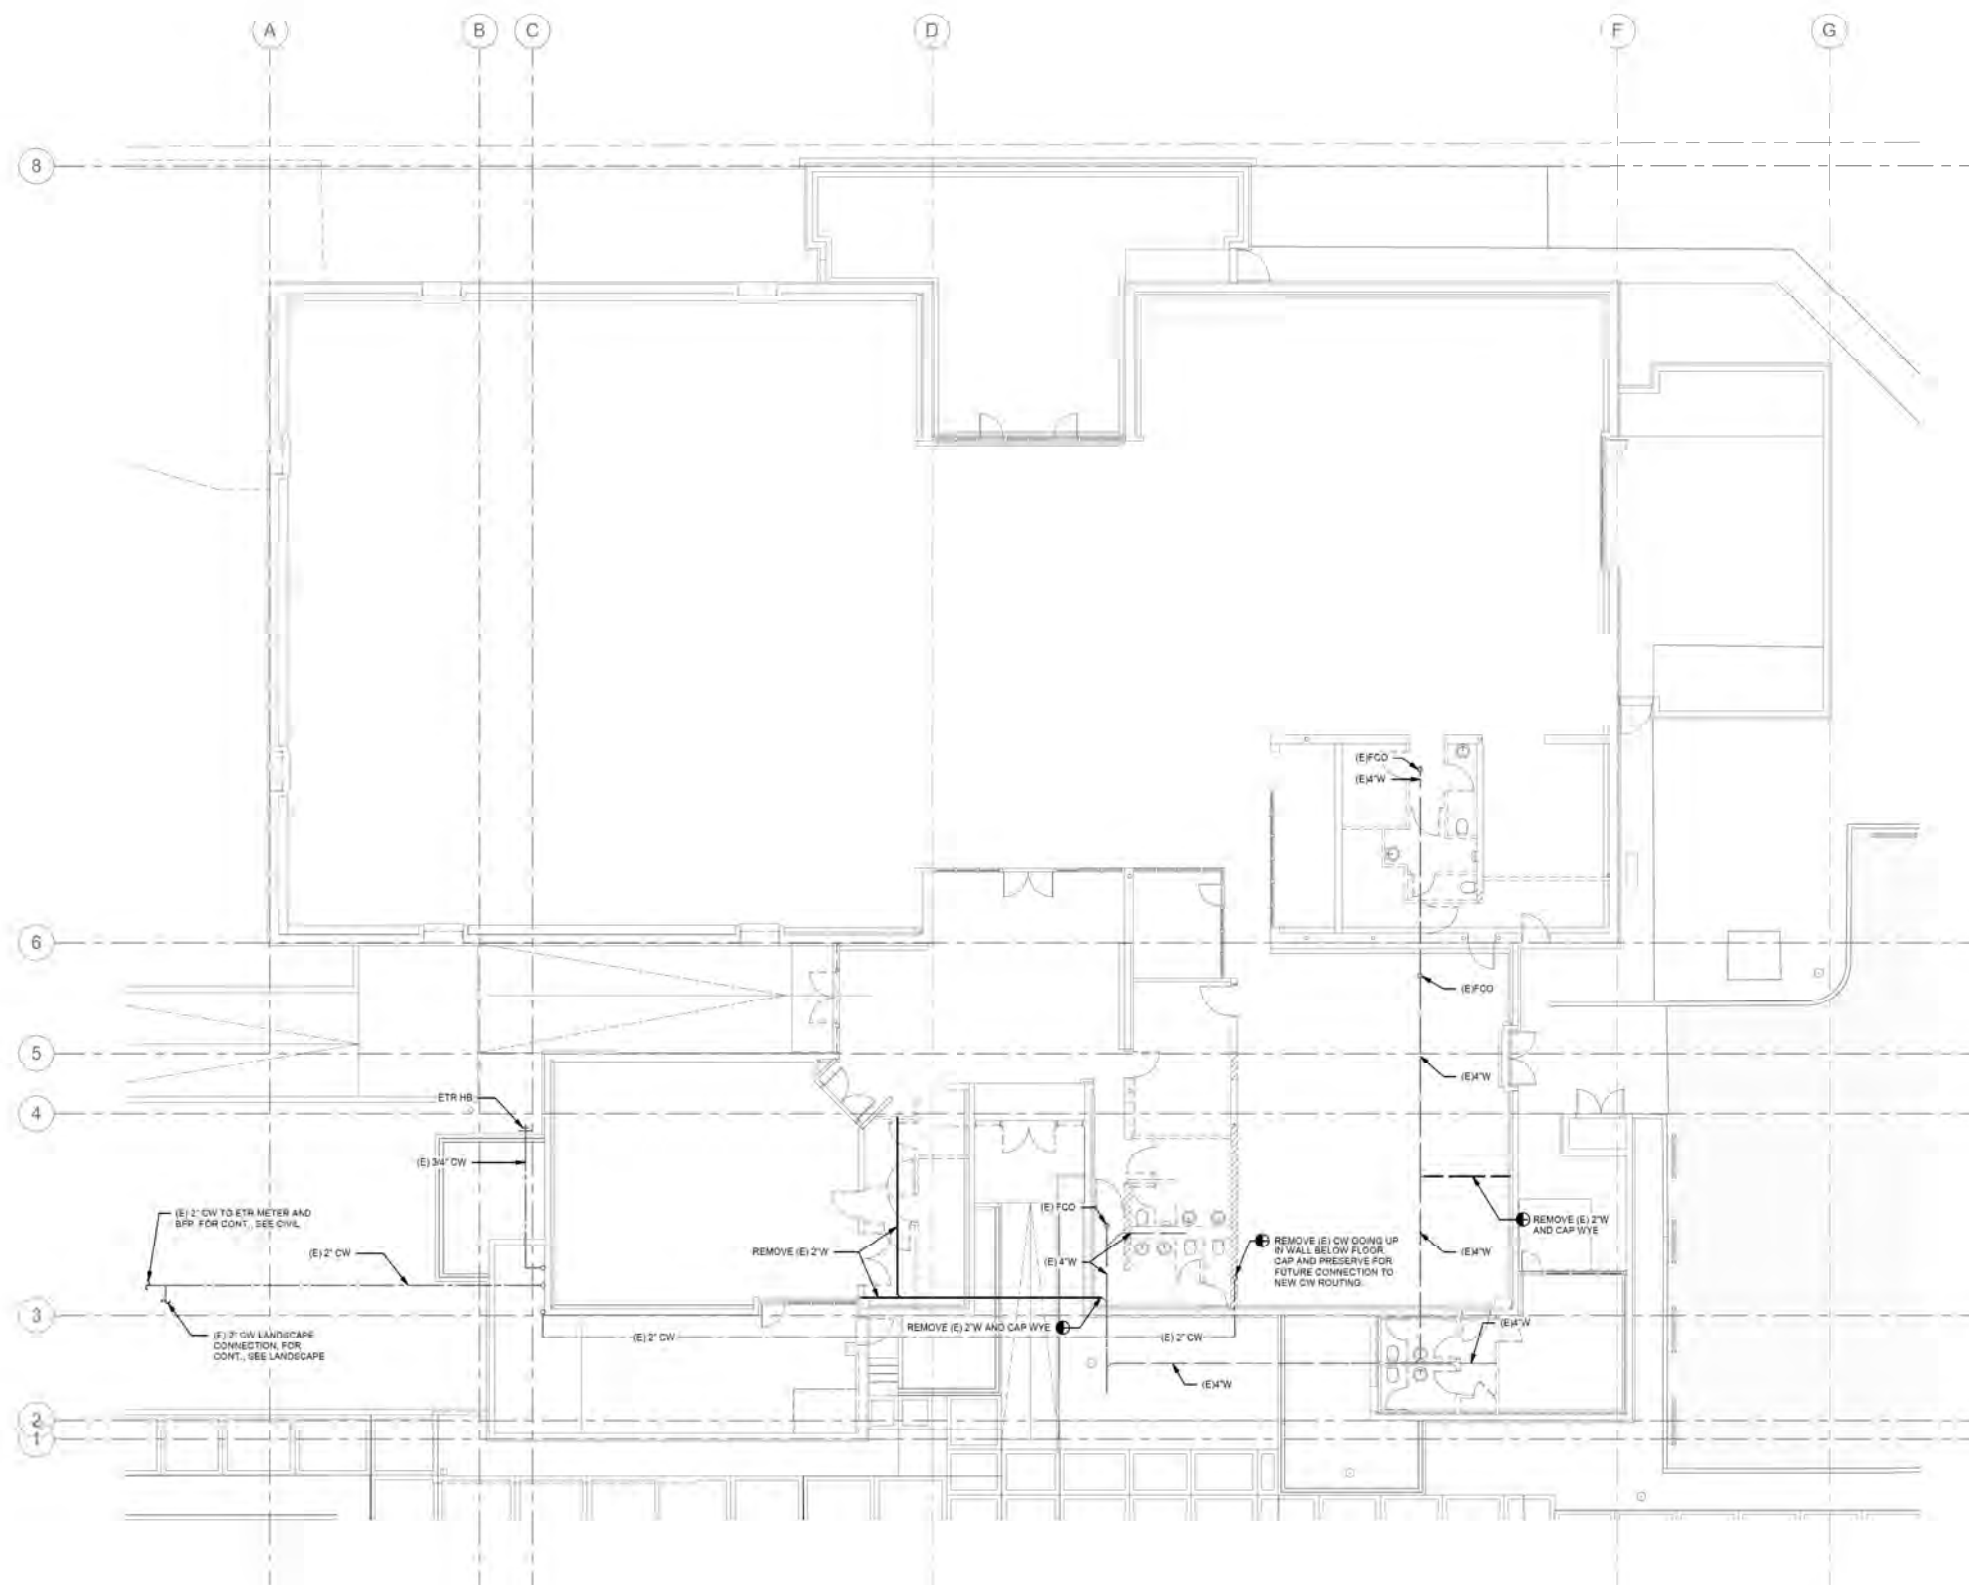 A B C D F G
8
(E)FCO
(E)4"W
6
(E)FCO
5
(E)4"W
ETR HB
4
(E) 3/4" CW
(E) 2" CW TO ETR METER AND
BFP. FOR CONT., SEE CIVIL
(E) 2" CW
REMOVE (E) 2"W
(E) FCO
(E) 4"W
REMOVE (E) CW GOING UP
IN WALL BELOW FLOOR.
CAP AND PRESERVE FOR
FUTURE CONNECTION TO
NEW CW ROUTING.
(E)4"W
REMOVE (E) 2"W
AND CAP WYE
3
(E) 2" CW LANDSCAPE
CONNECTION, FOR
CONT., SEE LANDSCAPE
(E) 2" CW
REMOVE (E) 2"W AND CAP WYE
(E) 2" CW
(E)4"W
(E)4"W
2
1